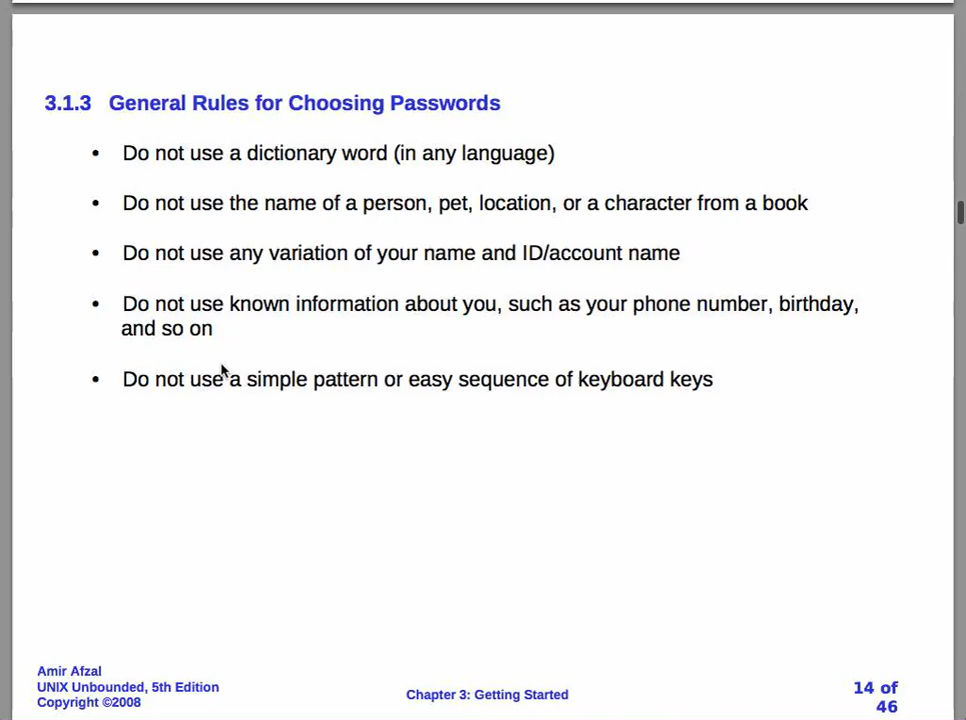 3.1.3 General Rules for Choosing Passwords
• Do not use a dictionary word (in any language)
• Do not use the name of a person, pet, location, or a character from a book
• Do not use any variation of your name and ID/account name
• Do not use known information about you, such as your phone number, birthday,
and so on
• Do not use a simple pattern or easy sequence of keyboard keys
Amir Afzal
UNIX Unbounded, 5th Edition
Copyright ©2008
Chapter 3: Getting Started
14 of
46